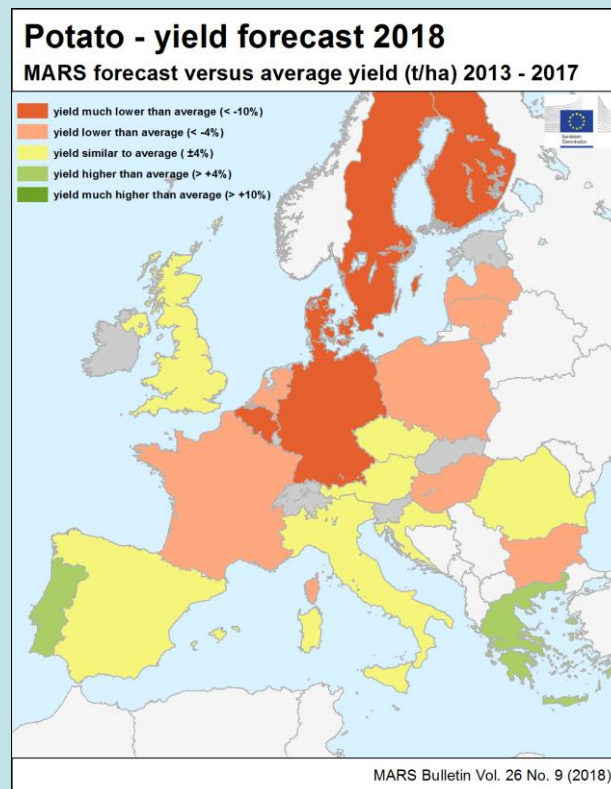 Potato - yield forecast 2018
MARS forecast versus average yield (t/ha) 2013 - 2017
yield much lower than average (< -10%)
yield lower than average (< -4%)
yield similar to average ( ±4%)
yield higher than average (> +4%)
yield much higher than average (> +10%)
European
Commission
MARS Bulletin Vol. 26 No. 9 (2018)